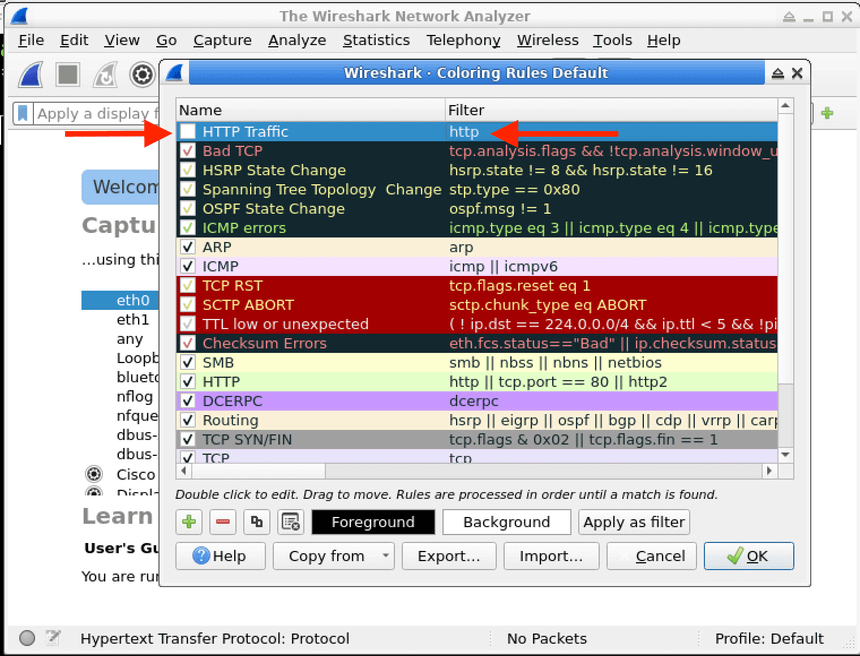 The Wireshark Network Analyzer
File Edit View Go Capture Analyze Statistics Telephony Wireless Tools Help
Wireshark · Coloring Rules Default
Apply a display f
Name Filter
HTTP Traffic http
Bad TCP tcp.analysis.flags && !tcp.analysis.window_u
HSRP State Change hsrp.state != 8 && hsrp.state != 16
Spanning Tree Topology Change stp.type == 0x80
OSPF State Change ospf.msg != 1
ICMP errors icmp.type eq 3 || icmp.type eq 4 || icmp.type
ARP arp
ICMP icmp || icmpv6
TCP RST tcp.flags.reset eq 1
SCTP ABORT sctp.chunk_type eq ABORT
TTL low or unexpected ( ! ip.dst == 224.0.0.0/4 && ip.ttl < 5 && !pi
Checksum Errors eth.fcs.status=="Bad" || ip.checksum.status
SMB smb || nbss || nbns || netbios
HTTP http || tcp.port == 80 || http2
DCERPC dcerpc
Routing hsrp || eigrp || ospf || bgp || cdp || vrrp || carp
TCP SYN/FIN tcp.flags & 0x02 || tcp.flags.fin == 1
TCP tcp
Double click to edit. Drag to move. Rules are processed in order until a match is found.
Foreground Background Apply as filter
Help Copy from Export... Import... Cancel OK
Welcom
Captu
...using thi
eth0
eth1
any
Loopb
blueto
nflog
nfque
dbus-
dbus-
Cisco
Displa
Learn
User's Gu
You are rur
Hypertext Transfer Protocol: Protocol No Packets Profile: Default